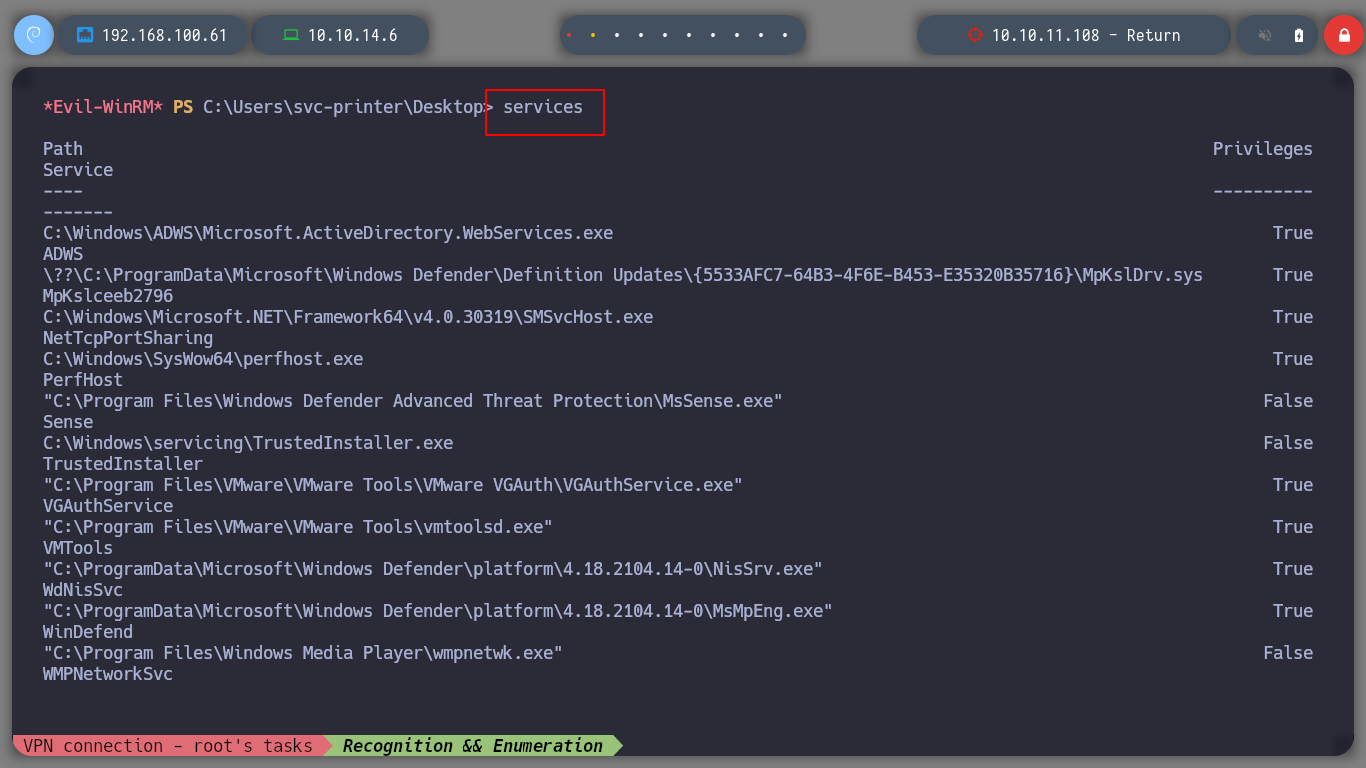 192.168.100.61 10.10.14.6 10.10.11.108 - Return
*Evil-WinRM* PS C:\Users\svc-printer\Desktop> services
Path Privileges
Service
---- ----------
-------
C:\Windows\ADWS\Microsoft.ActiveDirectory.WebServices.exe True
ADWS
\??\C:\ProgramData\Microsoft\Windows Defender\Definition Updates\{5533AFC7-64B3-4F6E-B453-E35320B35716}\MpKslDrv.sys True
MpKslceeb2796
C:\Windows\Microsoft.NET\Framework64\v4.0.30319\SMSvcHost.exe True
NetTcpPortSharing
C:\Windows\SysWow64\perfhost.exe True
PerfHost
"C:\Program Files\Windows Defender Advanced Threat Protection\MsSense.exe" False
Sense
C:\Windows\servicing\TrustedInstaller.exe False
TrustedInstaller
"C:\Program Files\VMware\VMware Tools\VMware VGAuth\VGAuthService.exe" True
VGAuthService
"C:\Program Files\VMware\VMware Tools\vmtoolsd.exe" True
VMTools
"C:\ProgramData\Microsoft\Windows Defender\platform\4.18.2104.14-0\NisSrv.exe" True
WdNisSvc
"C:\ProgramData\Microsoft\Windows Defender\platform\4.18.2104.14-0\MsMpEng.exe" True
WinDefend
"C:\Program Files\Windows Media Player\wmpnetwk.exe" False
WMPNetworkSvc
VPN connection - root's tasks Recognition && Enumeration